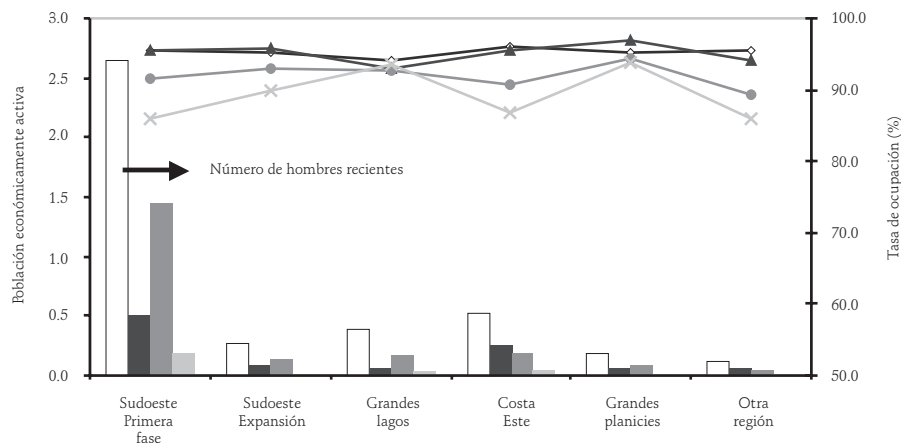 3.0
2.5
2.0
1.5
1.0
0.5
0.0
Población económicamente activa
Número de hombres recientes
100.0
90.0
80.0
70.0
60.0
50.0
Tasa de ocupación (%)
Sudoeste
Primera
fase
Sudoeste
Expansión
Grandes
lagos
Costa
Este
Grandes
planicies
Otra
región